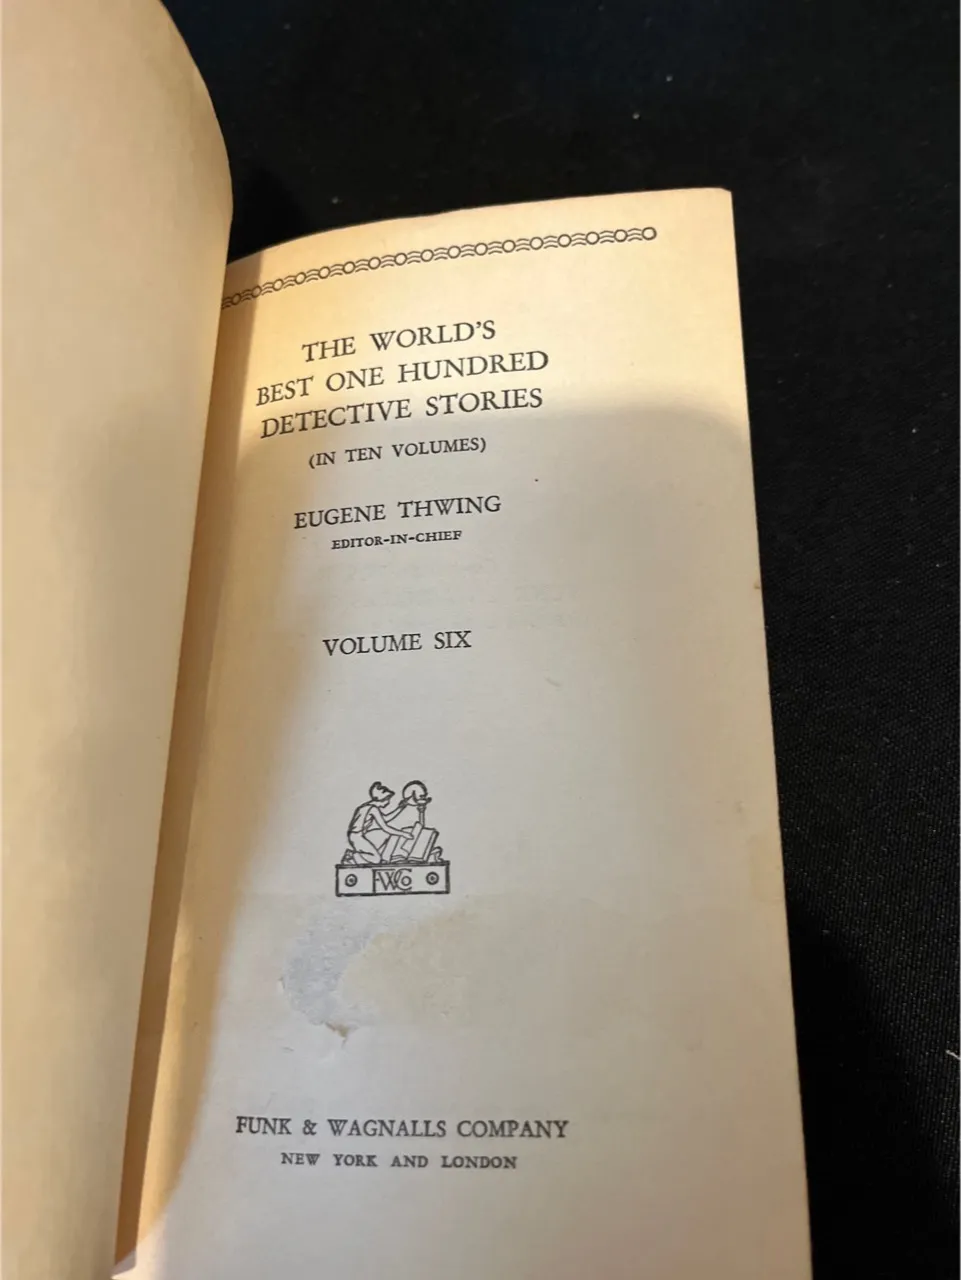 THE WORLD'S
BEST ONE HUNDRED
DETECTIVE STORIES
(IN TEN VOLUMES)
EUGENE THWING
EDITOR-IN-CHIEF
VOLUME SIX
FWCo
FUNK & WAGNALLS COMPANY
NEW YORK AND LONDON